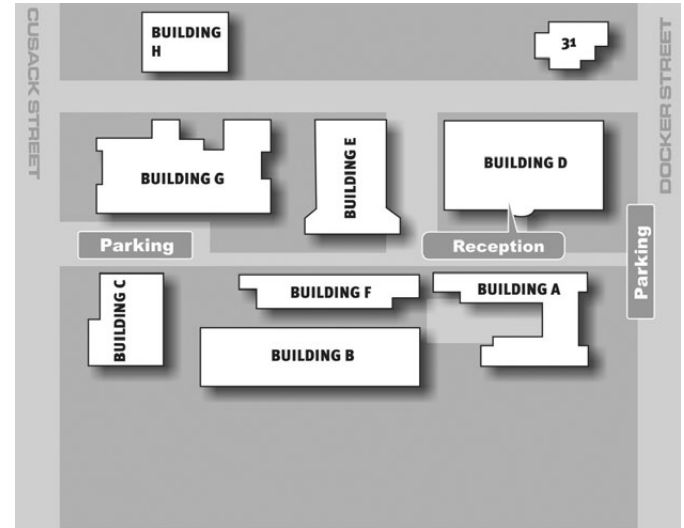 CUSACK STREET
BUILDING
H
31
DOCKER STREET
BUILDING G
BUILDING E
BUILDING D
Parking
Reception
Parking
BUILDING C
BUILDING F
BUILDING A
BUILDING B